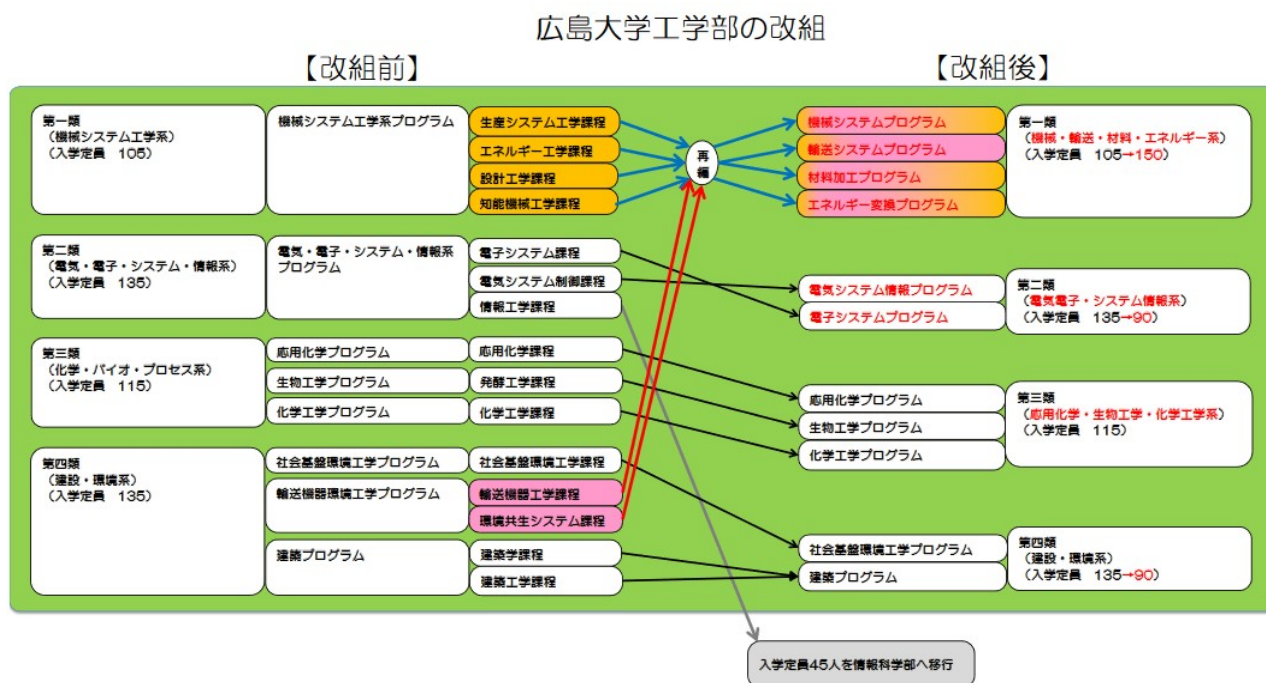 広島大学工学部の改組
【改組前】
【改組後】
第一類
（機械システム工学系）
（入学定員　105）
機械システム工学系プログラム
生産システム工学課程
エネルギー工学課程
設計工学課程
知能機械工学課程
第二類
（電気・電子・システム・情報系）
（入学定員　135）
電気・電子・システム・情報系
プログラム
電子システム課程
電気システム制御課程
情報工学課程
第三類
（化学・バイオ・プロセス系）
（入学定員　115）
応用化学プログラム
応用化学課程
生物工学プログラム
発酵工学課程
化学工学プログラム
化学工学課程
第四類
（建設・環境系）
（入学定員　135）
社会基盤環境工学プログラム
社会基盤環境工学課程
輸送機器環境工学プログラム
輸送機器工学課程
環境共生システム課程
建築プログラム
建築学課程
建築工学課程
再
編
機械システムプログラム
輸送システムプログラム
材料加工プログラム
エネルギー変換プログラム
第一類
（機械・輸送・材料・エネルギー系）
（入学定員　105→150）
電気システム情報プログラム
電子システムプログラム
第二類
（電気電子・システム情報系）
（入学定員　135→90）
応用化学プログラム
生物工学プログラム
化学工学プログラム
第三類
（応用化学・生物工学・化学工学系）
（入学定員　115）
社会基盤環境工学プログラム
建築プログラム
第四類
（建設・環境系）
（入学定員　135→90）
入学定員45人を情報科学部へ移行